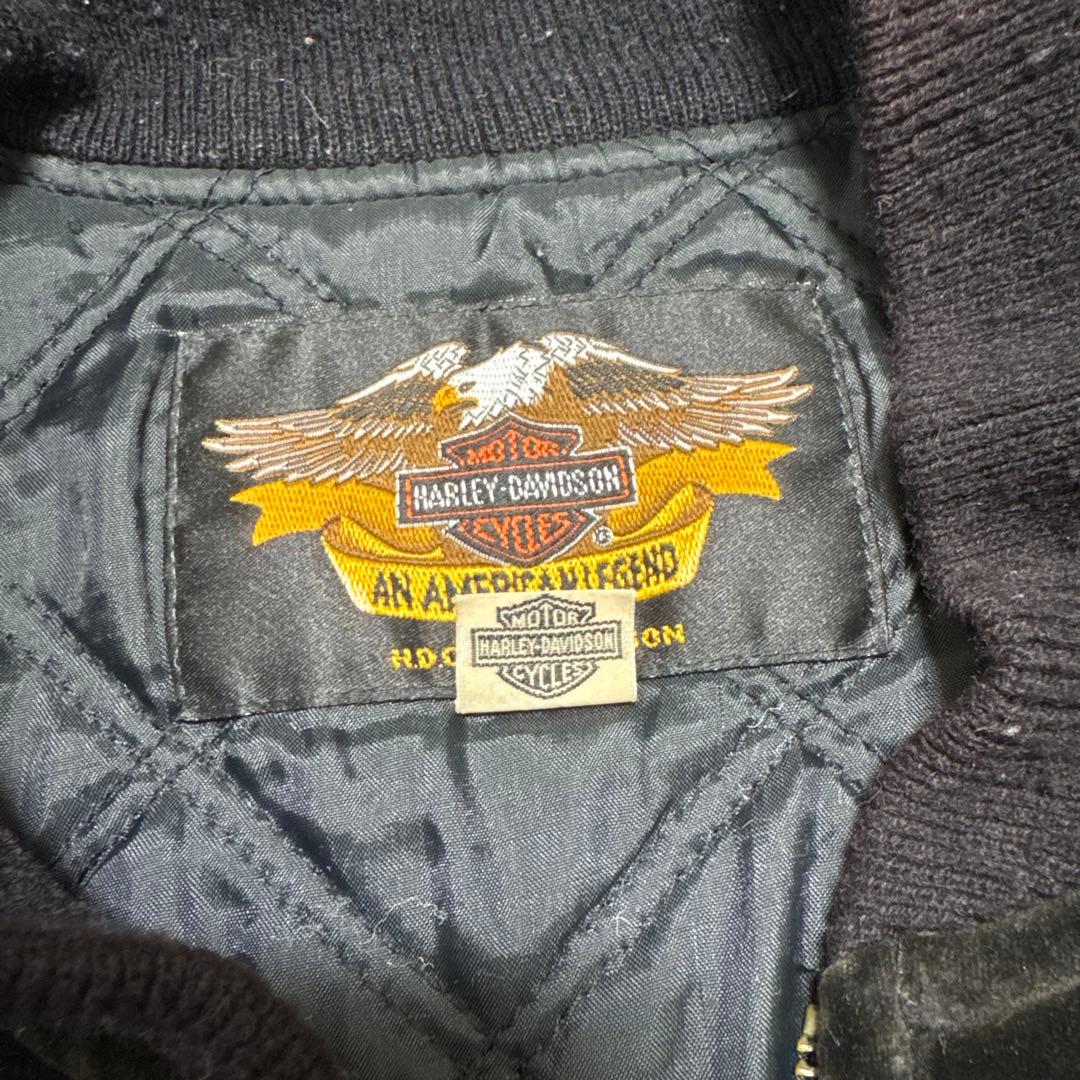 MOTOR
HARLEY-DAVIDSON
CYCLES
®
AN AMERICAN LEGEND
H.D.
MOTOR
HARLEY-DAVIDSON
CYCLES